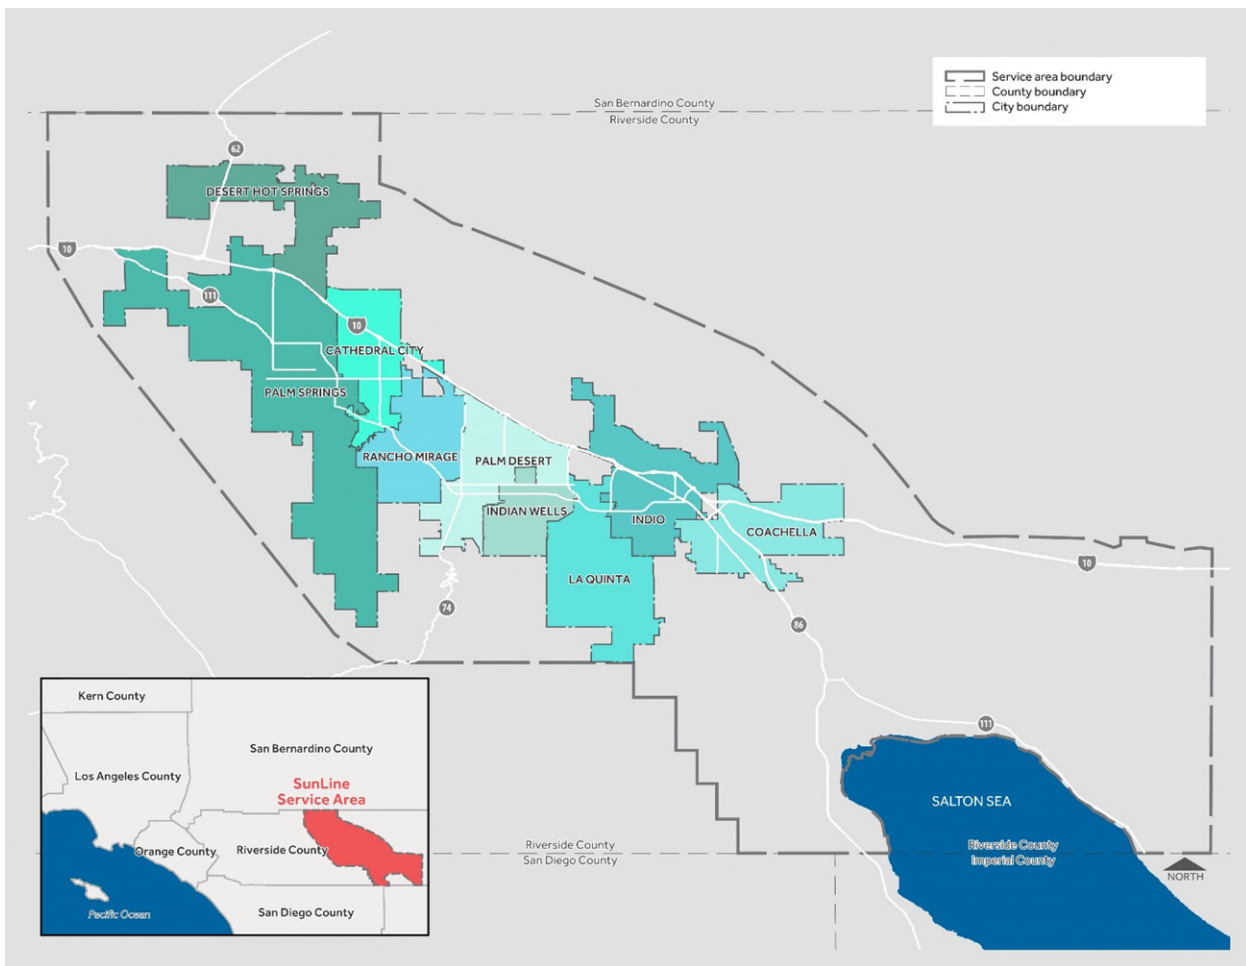 Service area boundary
County boundary
City boundary
San Bernardino County
Riverside County
62
DESERT HOT SPRINGS
10
111
10
CATHEDRAL CITY
PALM SPRINGS
RANCHO MIRAGE
PALM DESERT
INDIAN WELLS
INDIO
COACHELLA
LA QUINTA
10
74
86
111
SALTON SEA
Riverside County
San Diego County
Riverside County
Imperial County
NORTH
Kern County
San Bernardino County
Los Angeles County
SunLine
Service Area
Orange County
Riverside County
San Diego County
Pacific Ocean